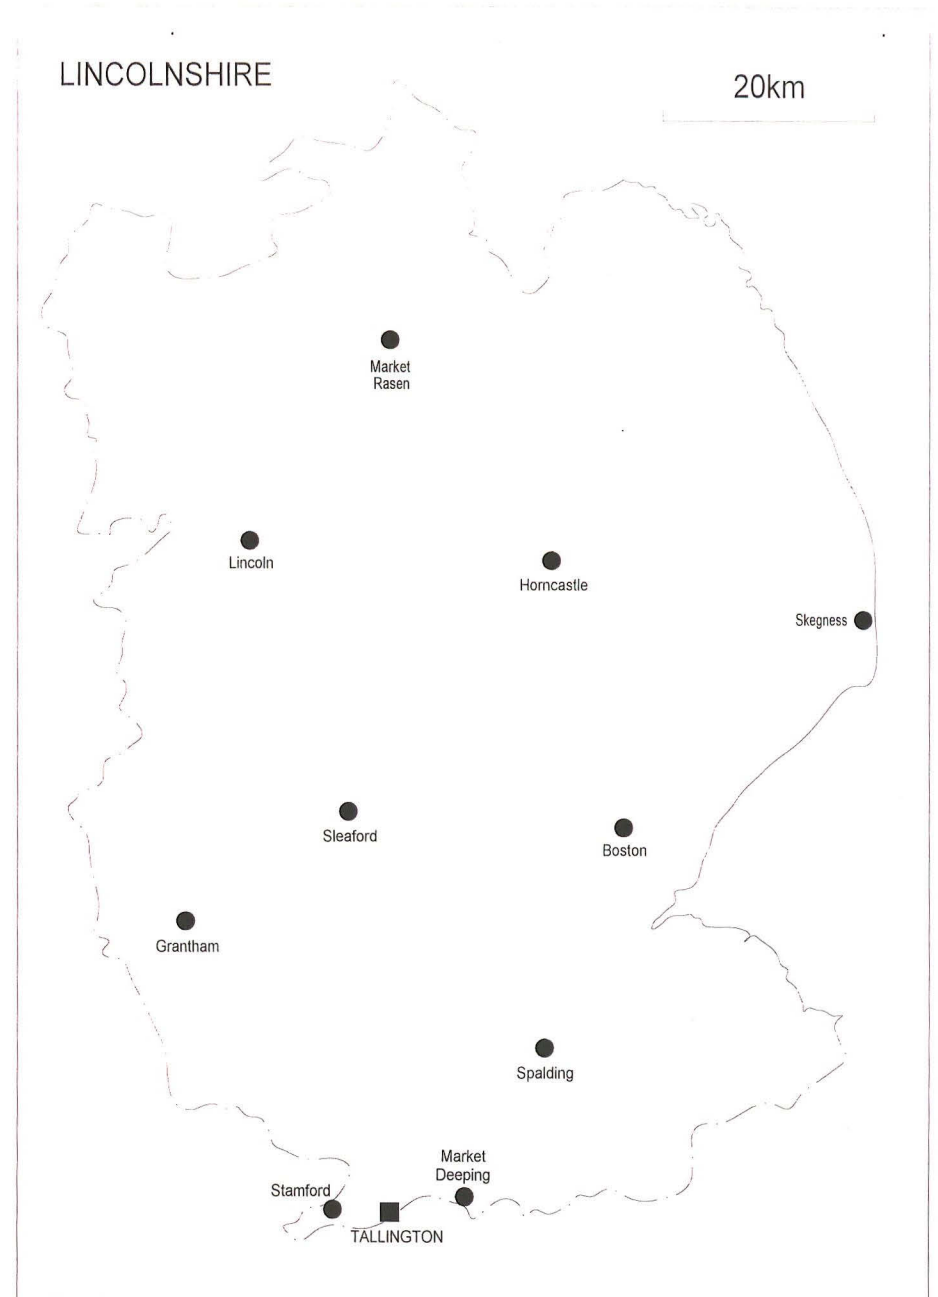 LINCOLNSHIRE
20km
Market
Rasen
Lincoln
Horncastle
Skegness
Sleaford
Boston
Grantham
Spalding
Market
Deeping
Stamford
TALLINGTON